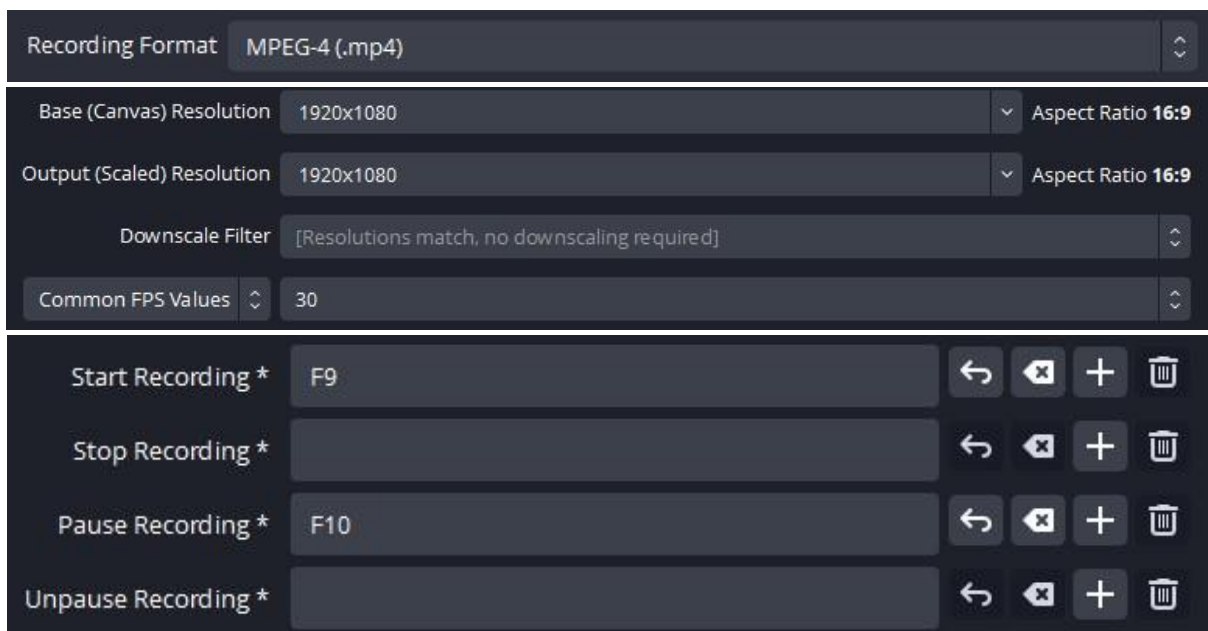 Recording Format MPEG-4 (.mp4)
Base (Canvas) Resolution 1920x1080 Aspect Ratio 16:9
Output (Scaled) Resolution 1920x1080 Aspect Ratio 16:9
Downscale Filter [Resolutions match, no downscaling required]
Common FPS Values 30
Start Recording * F9
Stop Recording *
Pause Recording * F10
Unpause Recording *